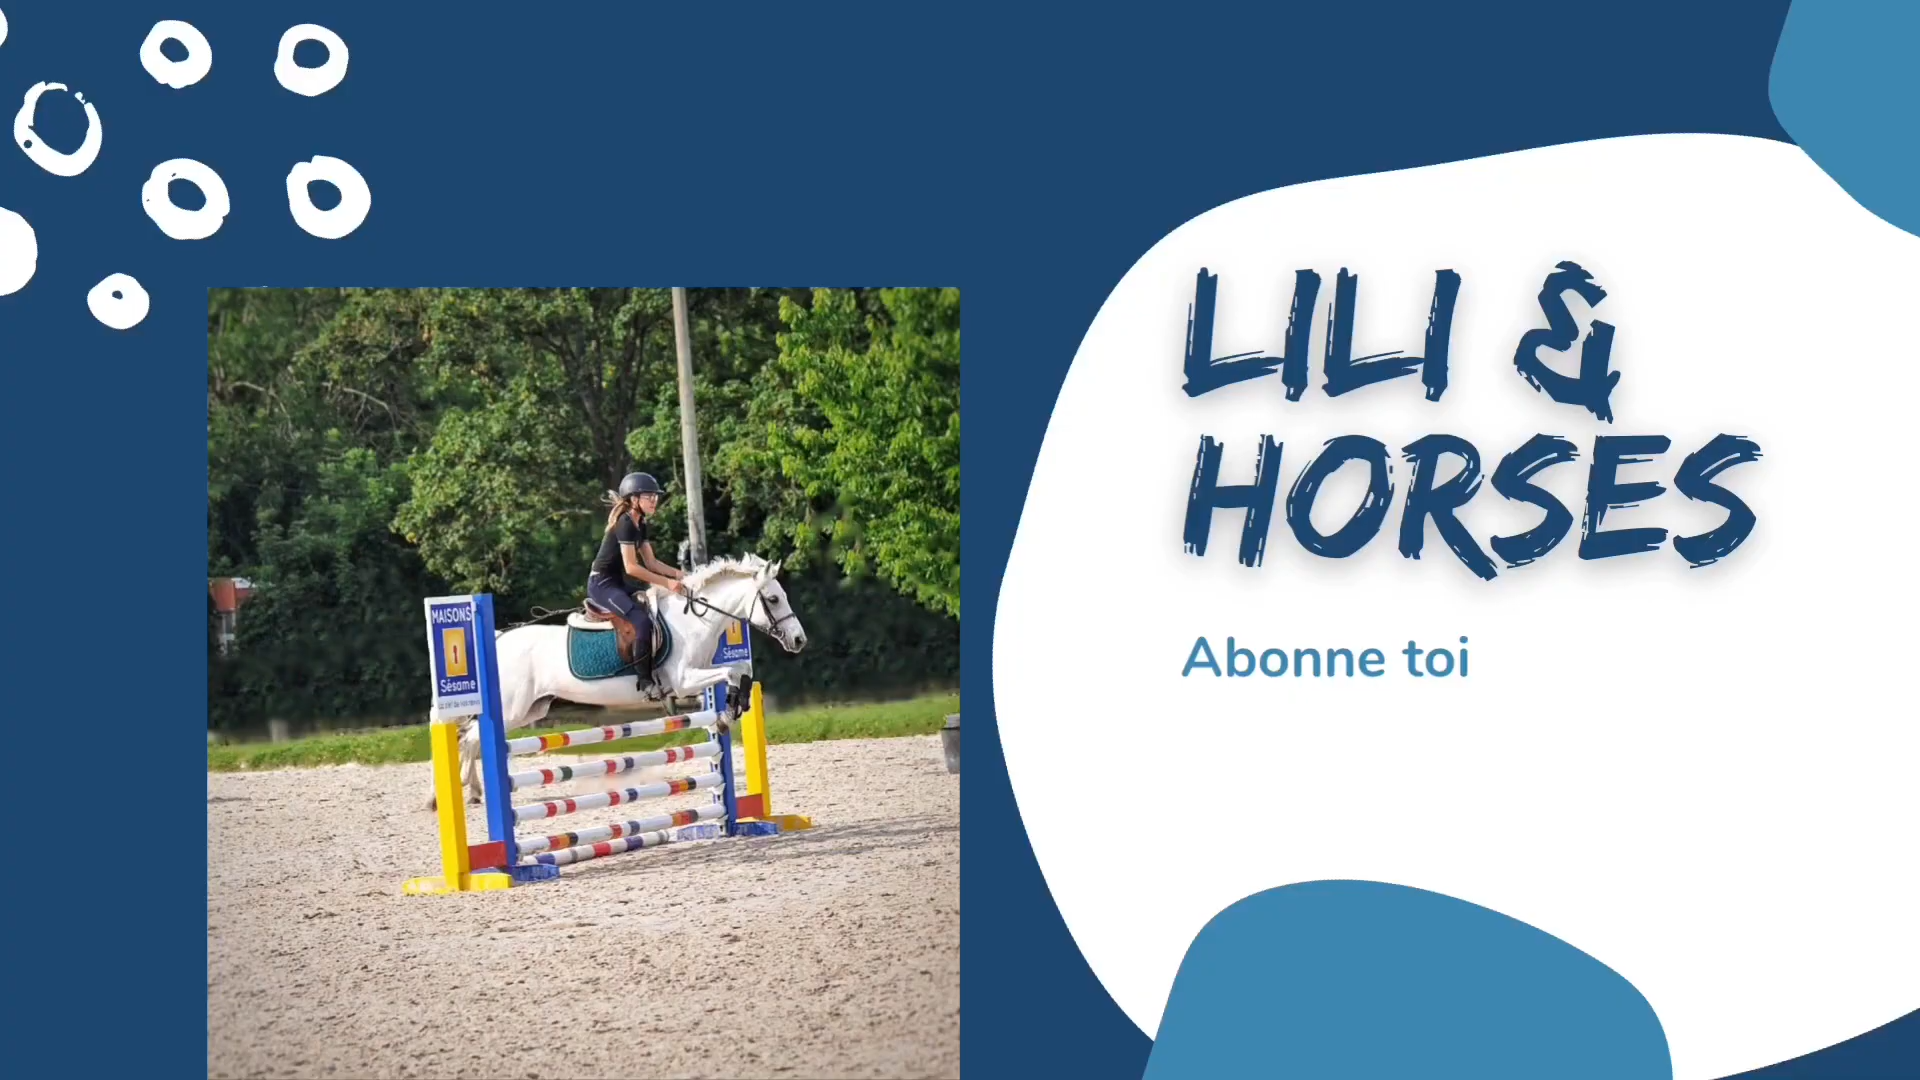 LILI &
HORSES
Abonne toi
MAISONS
Sésame
Sésame